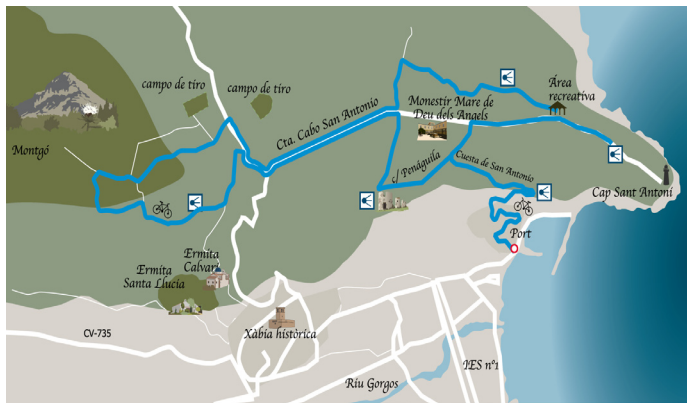 campo de tiro
campo de tiro
Montgó
Cta. Cabo San Antonio
Monestir Mare de
Deu dels Angels
Área
recreativa
c/ Penáguila
Cuesta de San Antonio
Cap Sant Antoni
Port
Ermita
Calvari
Ermita
Santa Llúcia
Xàbia històrica
CV-735
Riu Gorgos
IES nº1